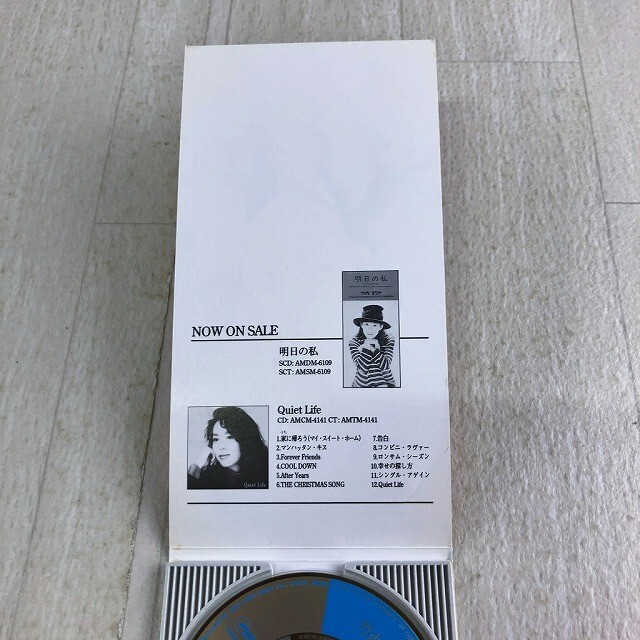 明日の私
NOW ON SALE
明日の私
SCD: AMDM-6109
SCT: AMSM-6109
Quiet Life
CD: AMCM-4141 CT: AMTM-4141
うち
1.家に帰ろう(マイ・スイート・ホーム)
2.マンハッタン・キス
3.Forever Friends
4.COOL DOWN
5.After Years
6.THE CHRISTMAS SONG
7.告白
8.コンビニ・ラヴァー
9.ロンサム・シーズン
10.幸せの探し方
11.シングル・アゲイン
12.Quiet Life
Quiet Life